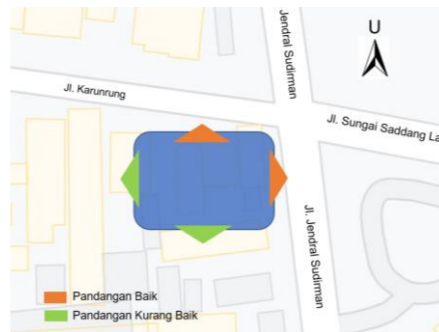 Jendral Sudirman
U
Jl. Karunrung
Jl. Sungai Saddang La
Jl. Jendral Sudirman
Pandangan Baik
Pandangan Kurang Baik